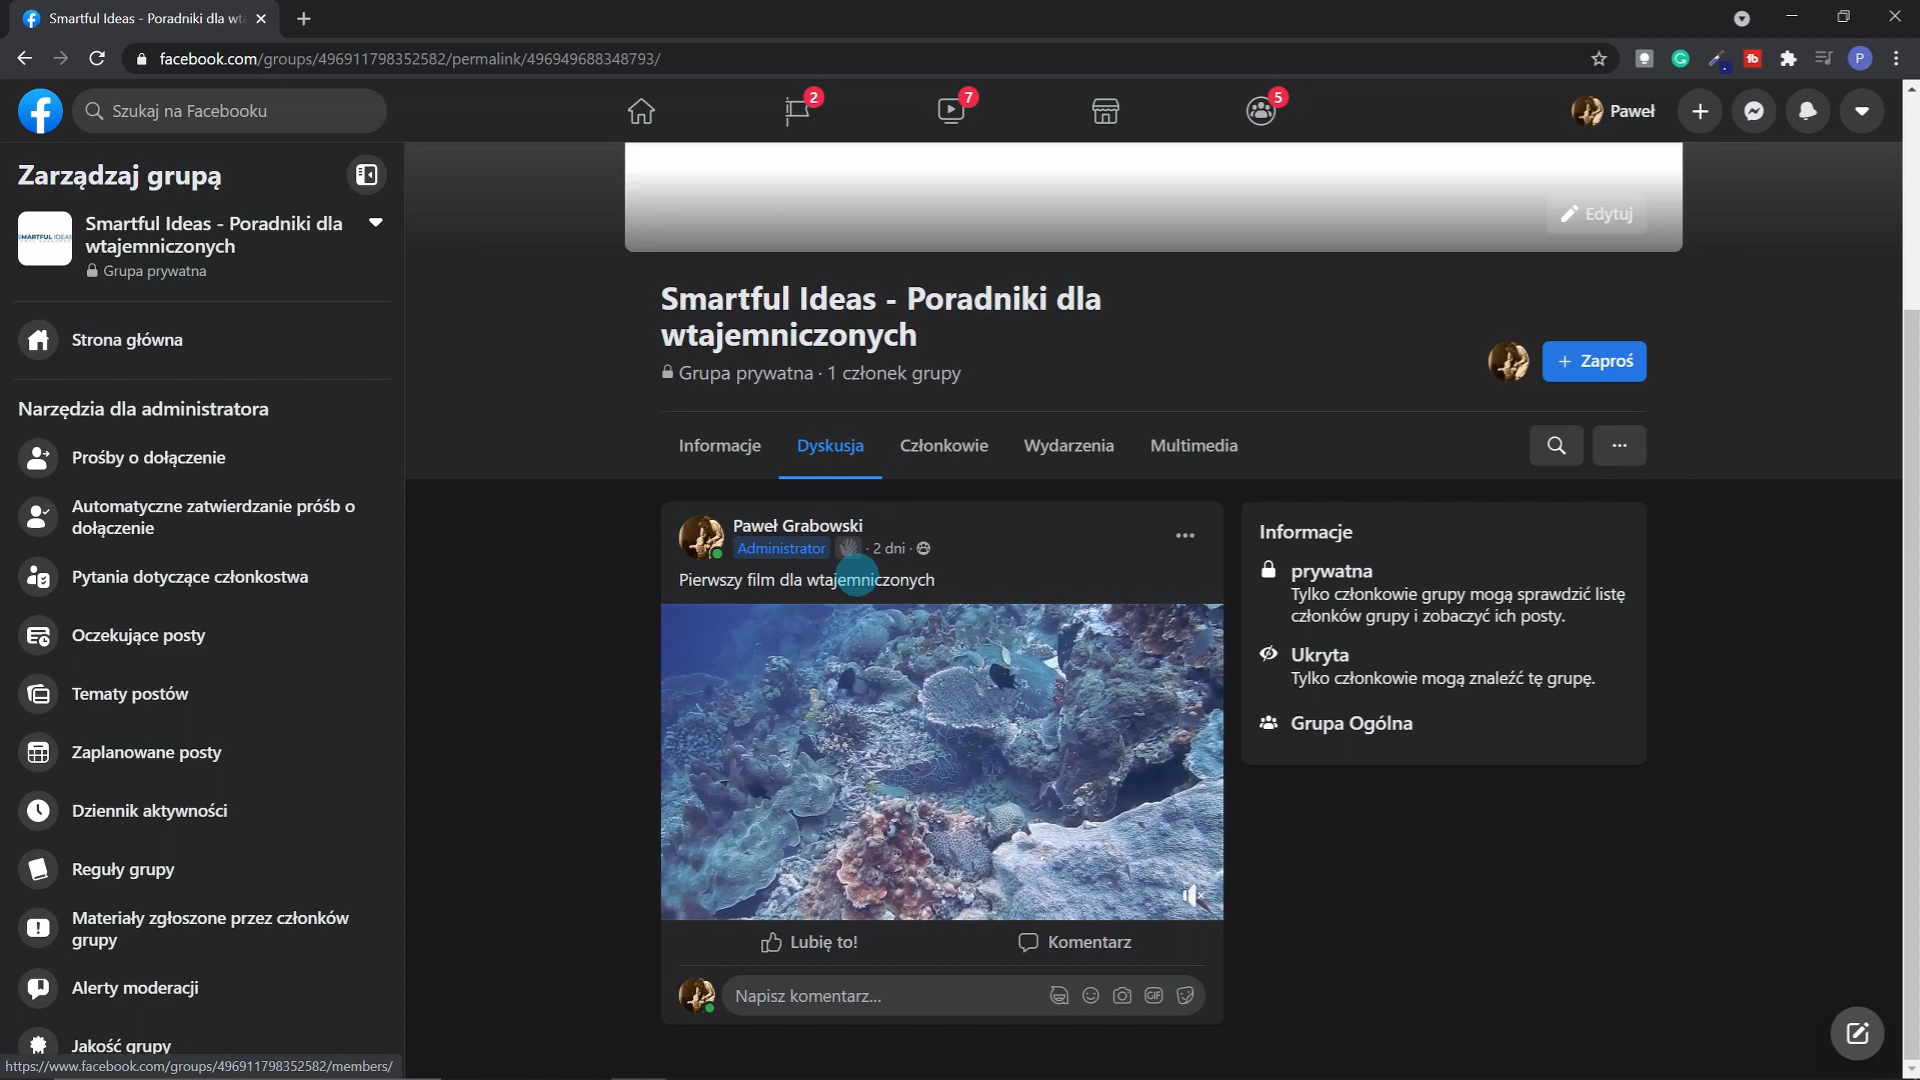 Smartful Ideas - Poradniki dla wt
facebook.com/groups/496911798352582/permalink/496949688348793/
P
Szukaj na Facebooku
2
7
5
Paweł
Zarządzaj grupą
Smartful Ideas - Poradniki dla
wtajemniczonych
Grupa prywatna
SMARTFUL IDEAS
Strona główna
Narzędzia dla administratora
Prośby o dołączenie
Automatyczne zatwierdzanie próśb o
dołączenie
Pytania dotyczące członkostwa
Oczekujące posty
Tematy postów
Zaplanowane posty
Dziennik aktywności
Reguły grupy
Materiały zgłoszone przez członków
grupy
Alerty moderacji
Jakość grupy
https://www.facebook.com/groups/496911798352582/members/
Edytuj
Smartful Ideas - Poradniki dla
wtajemniczonych
Grupa prywatna · 1 członek grupy
+ Zaproś
Informacje
Dyskusja
Członkowie
Wydarzenia
Multimedia
Paweł Grabowski
Administrator · 2 dni ·
Pierwszy film dla wtajemniczonych
Lubię to!
Komentarz
Napisz komentarz...
GIF
Informacje
prywatna
Tylko członkowie grupy mogą sprawdzić listę
członków grupy i zobaczyć ich posty.
Ukryta
Tylko członkowie mogą znaleźć tę grupę.
Grupa Ogólna